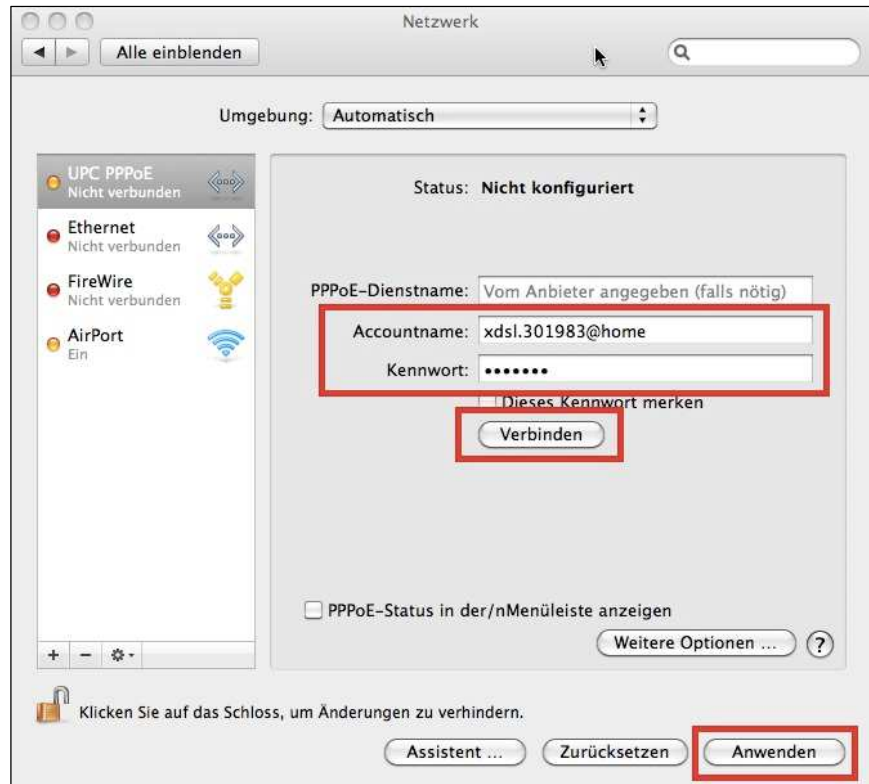 Netzwerk
Alle einblenden
Umgebung: Automatisch
UPC PPPoE
Nicht verbunden
Ethernet
Nicht verbunden
FireWire
Nicht verbunden
AirPort
Ein
Status: Nicht konfiguriert
PPPoE-Dienstname: Vom Anbieter angegeben (falls nötig)
Accountname: xdsl.301983@home
Kennwort: •••••••
Dieses Kennwort merken
Verbinden
PPPoE-Status in der/nMenüleiste anzeigen
Weitere Optionen ... ?
Klicken Sie auf das Schloss, um Änderungen zu verhindern.
Assistent ... Zurücksetzen Anwenden